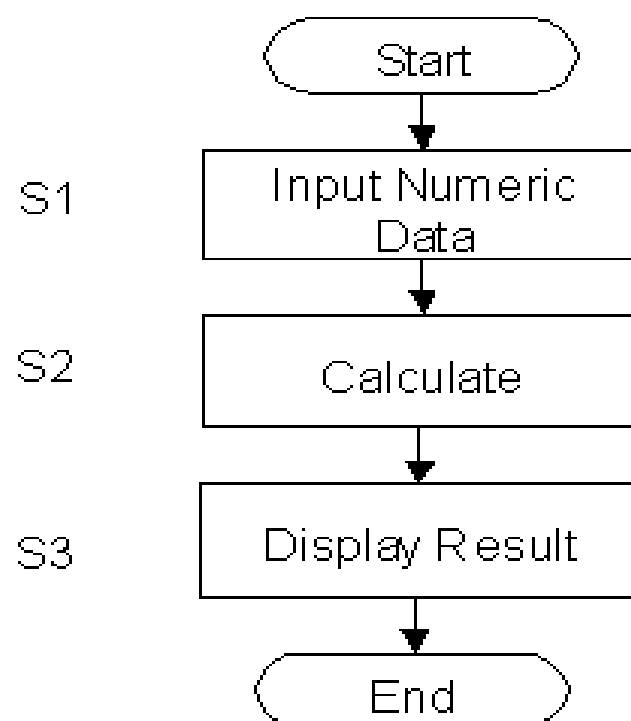 Start
S1
Input Numeric
Data
S2
Calculate
S3
Display Result
End